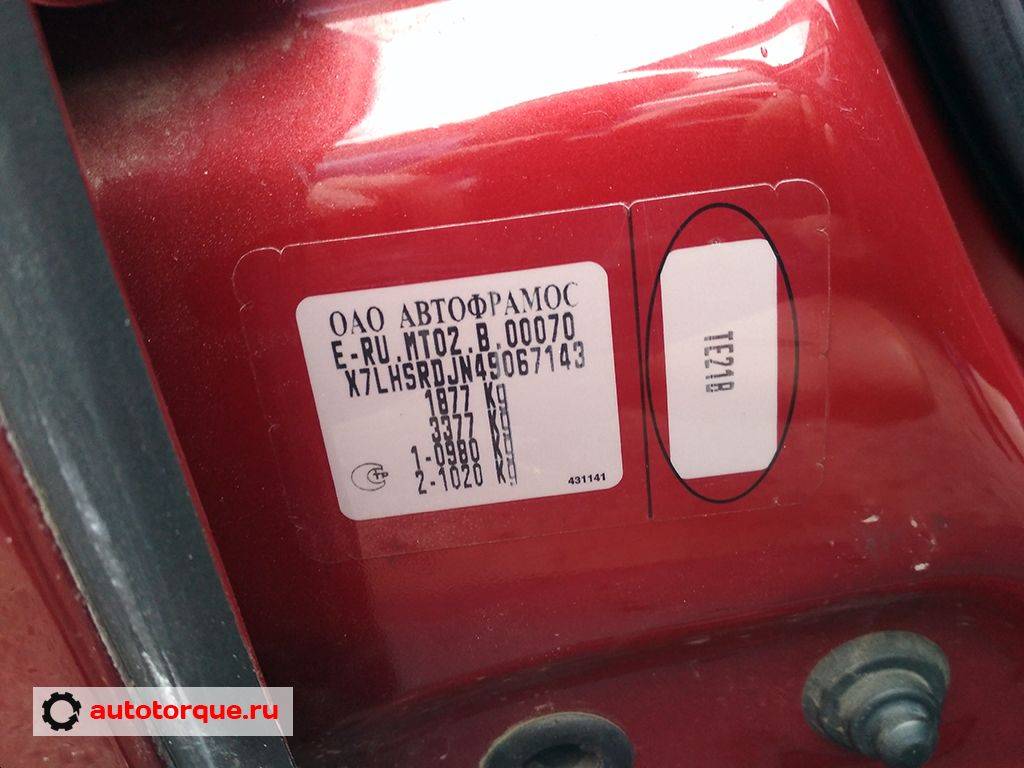 ОАО АВТОФРАМОС
E-RU.MT02.B.00070
X7LHSRDJN49067143
1877 Kg
3377 Kg
1-0980 Kg
2-1020 Kg
431141
TE218
autotorque.ru